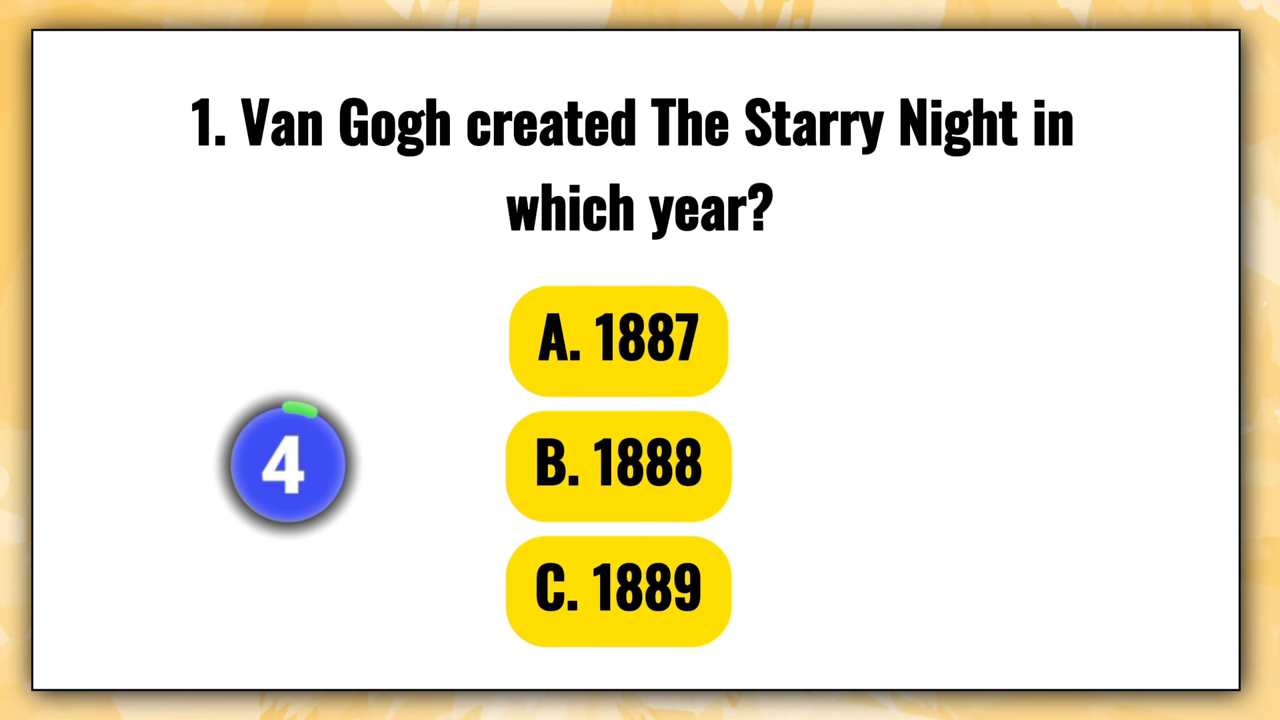 1. Van Gogh created The Starry Night in
which year?
A. 1887
B. 1888
4
C. 1889